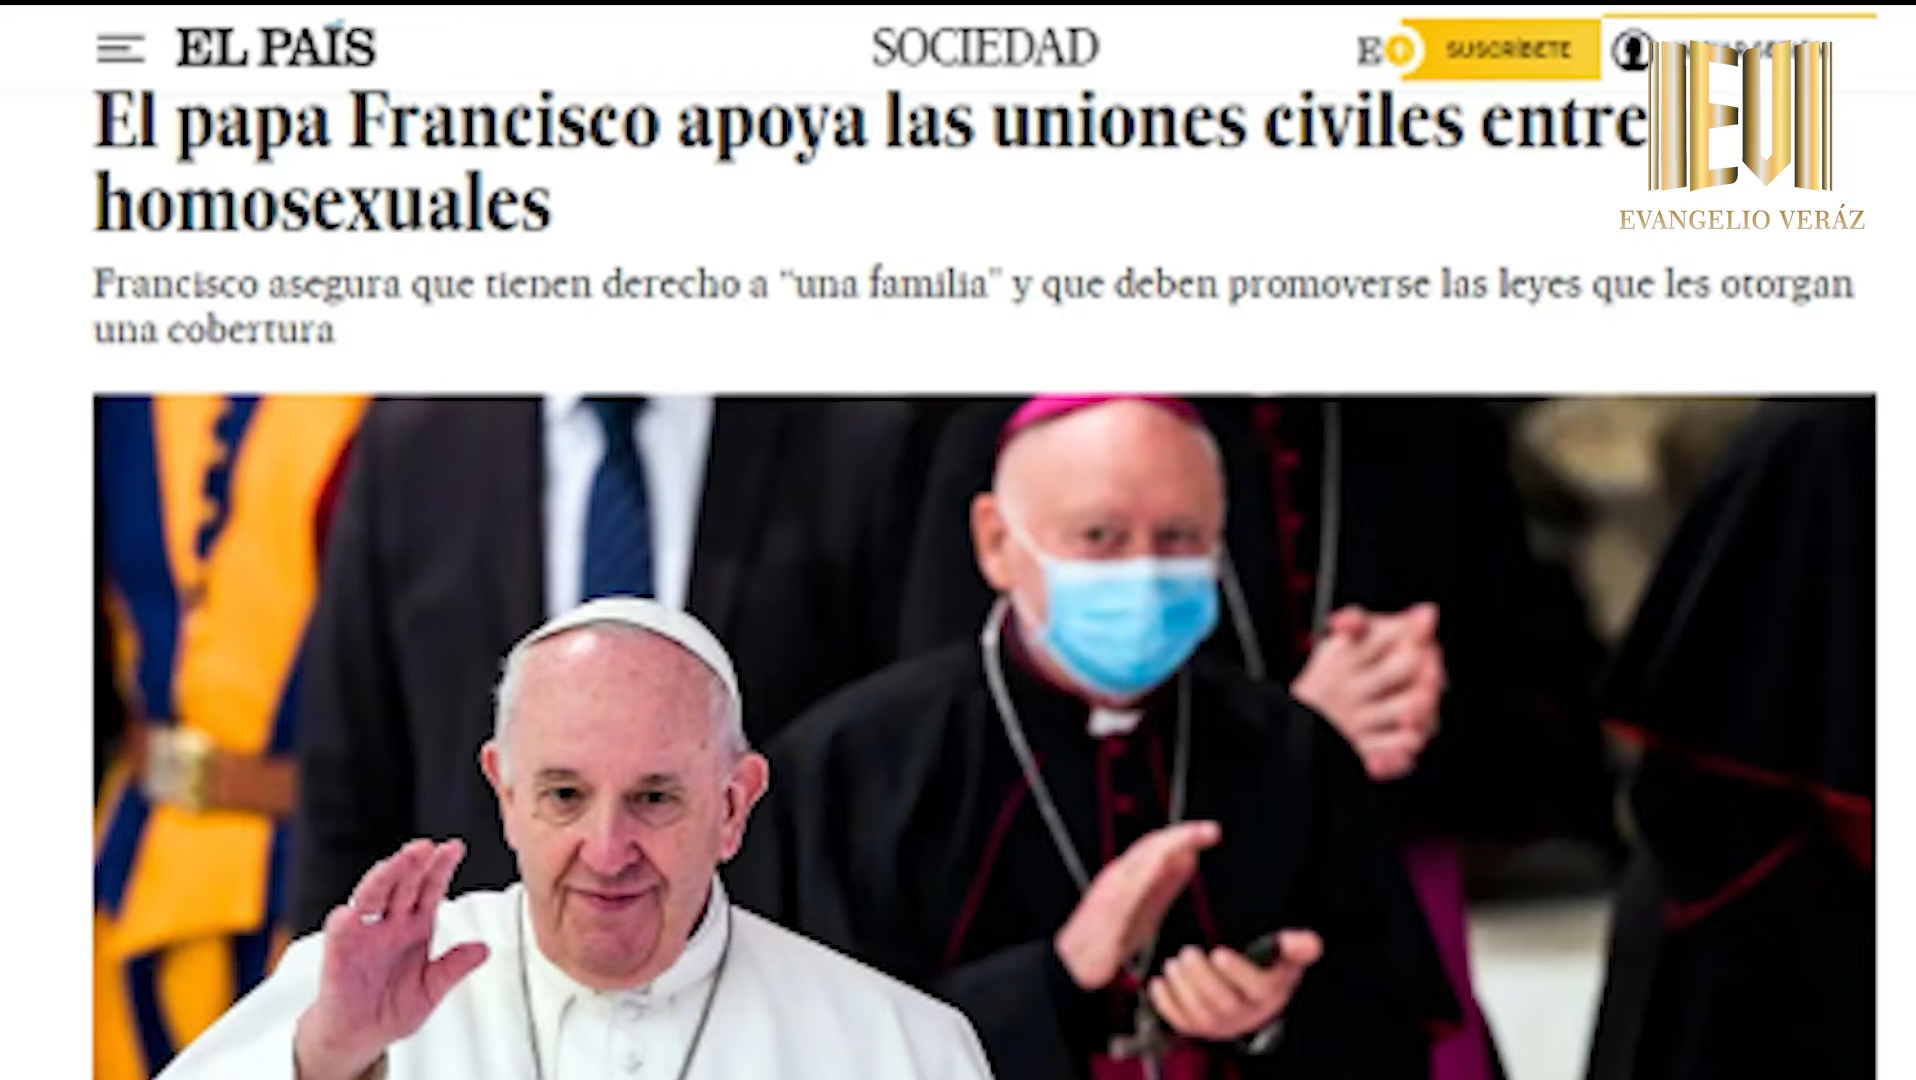 EL PAÍS
SOCIEDAD
SUSCRÍBETE
El papa Francisco apoya las uniones civiles entre
homosexuales
EV
EVANGELIO VERÁZ
Francisco asegura que tienen derecho a “una familia” y que deben promoverse las leyes que les otorgan
una cobertura